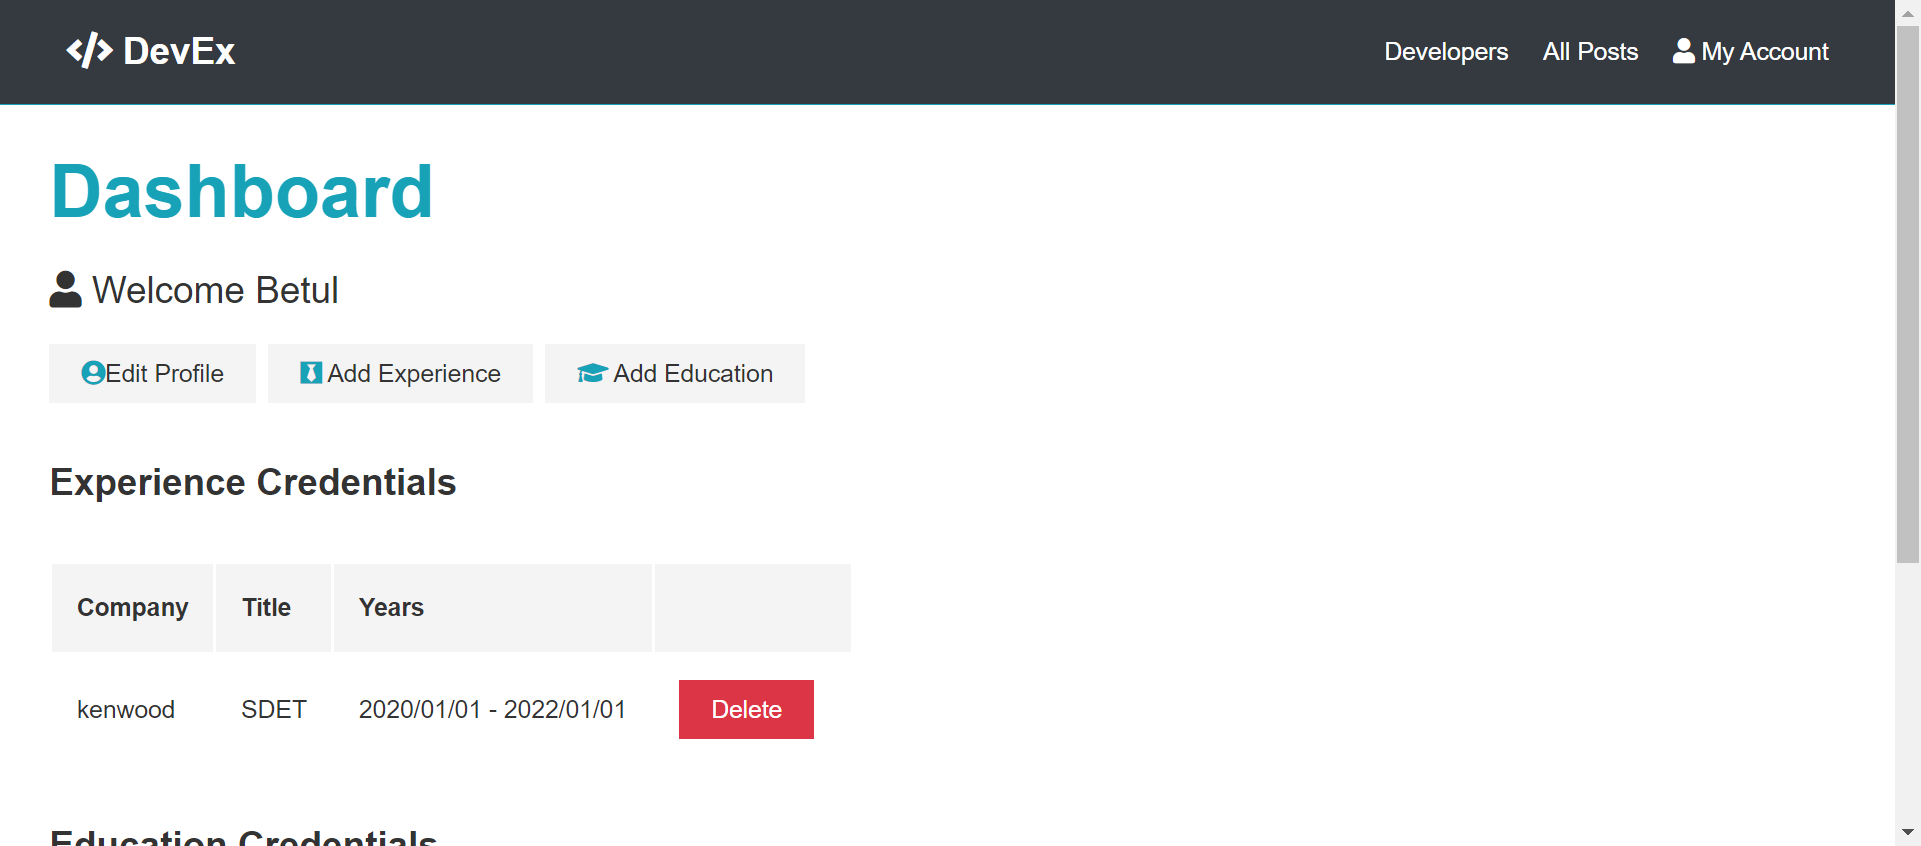 DevEx
Developers All Posts My Account
Dashboard
Welcome Betul
Edit Profile Add Experience Add Education
Experience Credentials
Company Title Years
kenwood SDET 2020/01/01 - 2022/01/01 Delete
Education Credentials